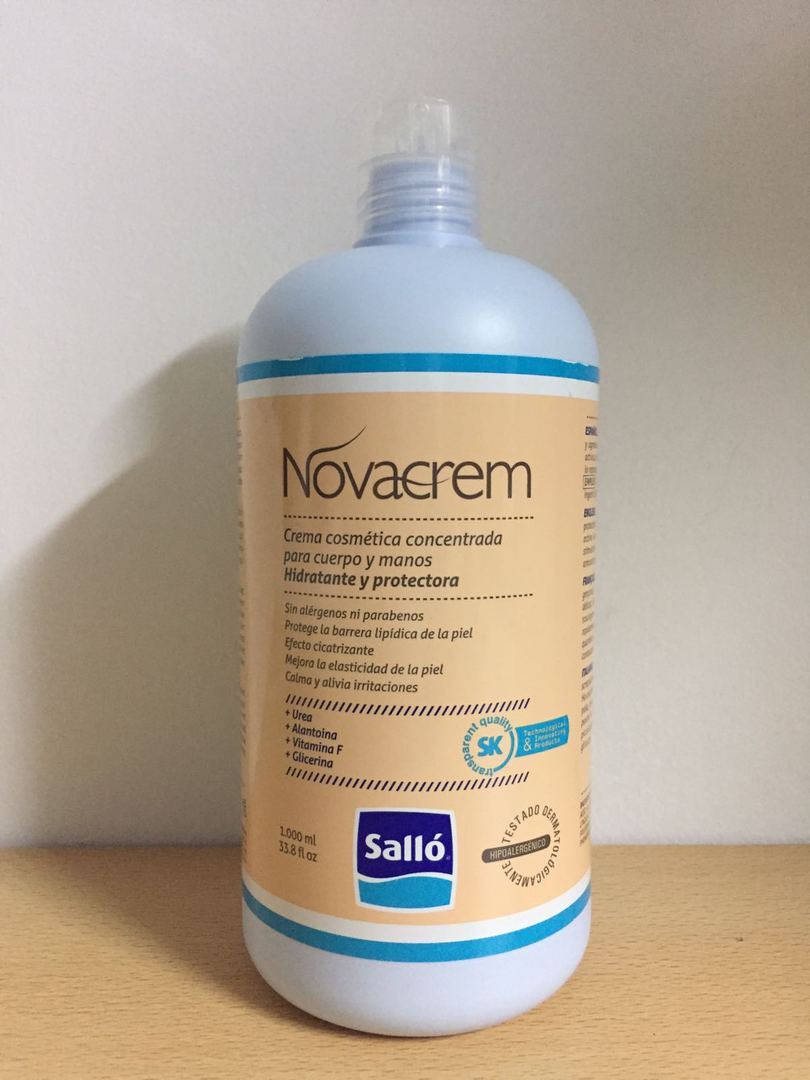 Novacrem
Crema cosmética concentrada
para cuerpo y manos
Hidratante y protectora
Sin alérgenos ni parabenos
Protege la barrera lipídica de la piel
Efecto cicatrizante
Mejora la elasticidad de la piel
Calma y alivia irritaciones
+ Urea
+ Alantoina
+ Vitamina F
+ Glicerina
transparent quality
SK
Technological
& Innovating
Products
1.000 ml
33.8 fl oz
Salló
TESTADO DERMATOLÓGICAMENTE
HIPOALERGÉNICO